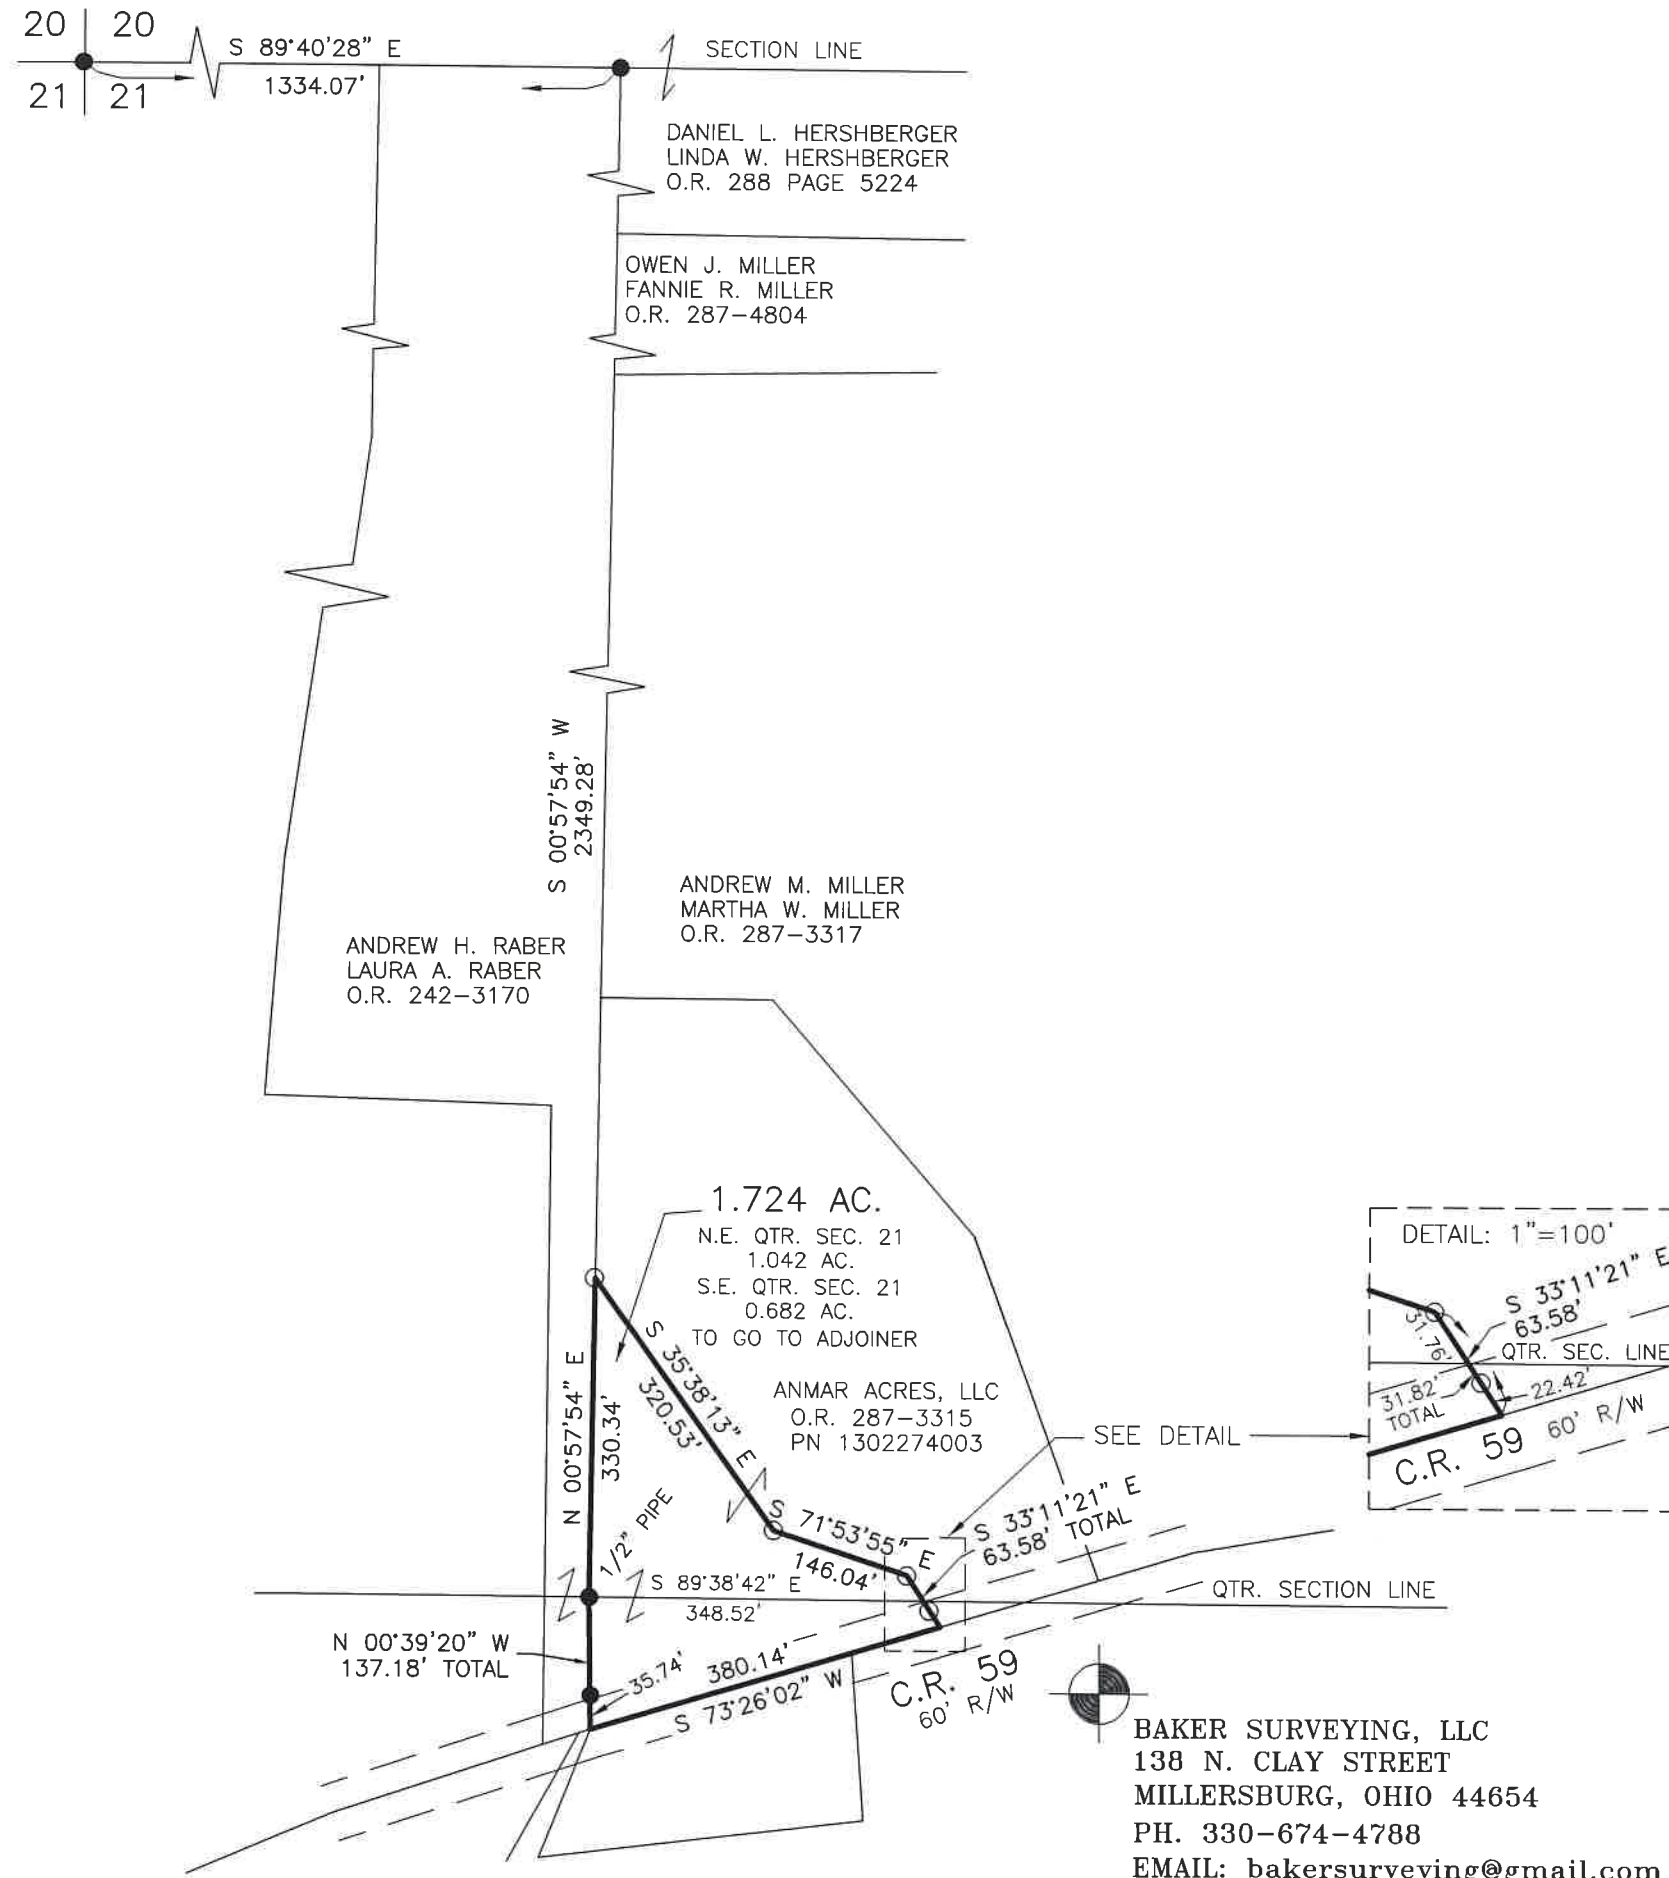 20 20
21 21
S 89°40'28" E
1334.07'
SECTION LINE
DANIEL L. HERSHBERGER
LINDA W. HERSHBERGER
O.R. 288 PAGE 5224
OWEN J. MILLER
FANNIE R. MILLER
O.R. 287-4804
S 00°57'54" W
2349.28'
ANDREW M. MILLER
MARTHA W. MILLER
O.R. 287-3317
ANDREW H. RABER
LAURA A. RABER
O.R. 242-3170
1.724 AC.
N.E. QTR. SEC. 21
1.042 AC.
S.E. QTR. SEC. 21
0.682 AC.
TO GO TO ADJOINER
ANMAR ACRES, LLC
O.R. 287-3315
PN 1302274003
N 00°57'54" E
330.34'
S 35°38'13" E
320.53'
1/2" PIPE
S 71°53'55" E
146.04'
SEE DETAIL
S 33°11'21" E
63.58' TOTAL
S 89°38'42" E
348.52'
QTR. SECTION LINE
N 00°39'20" W
137.18' TOTAL
35.74'
380.14'
S 73°26'02" W
C.R. 59
60' R/W
DETAIL: 1"=100'
S 33°11'21" E
63.58'
31.76'
QTR. SEC. LINE
31.82'
TOTAL
22.42'
C.R. 59
60' R/W
BAKER SURVEYING, LLC
138 N. CLAY STREET
MILLERSBURG, OHIO 44654
PH. 330-674-4788
EMAIL: bakersurveying@gmail.com